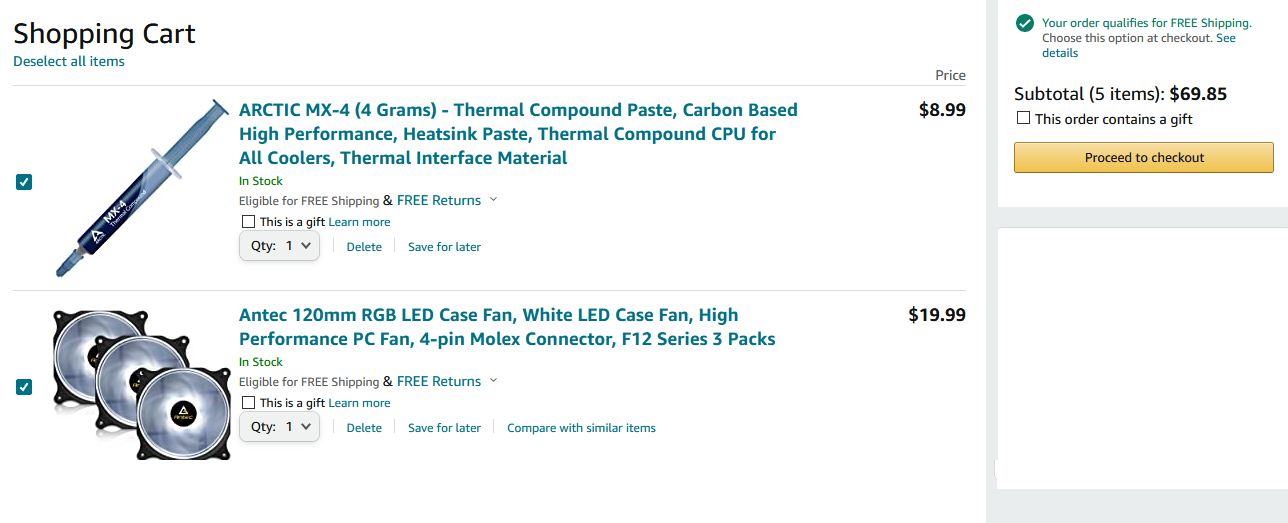 Shopping Cart
Deselect all items
Price
ARCTIC MX-4 (4 Grams) - Thermal Compound Paste, Carbon Based
High Performance, Heatsink Paste, Thermal Compound CPU for
All Coolers, Thermal Interface Material
$8.99
In Stock
Eligible for FREE Shipping & FREE Returns
This is a gift Learn more
Qty: 1 Delete Save for later
MX-4
Thermal Compound
Antec 120mm RGB LED Case Fan, White LED Case Fan, High
Performance PC Fan, 4-pin Molex Connector, F12 Series 3 Packs
$19.99
In Stock
Eligible for FREE Shipping & FREE Returns
This is a gift Learn more
Qty: 1 Delete Save for later Compare with similar items
Your order qualifies for FREE Shipping.
Choose this option at checkout. See
details
Subtotal (5 items): $69.85
This order contains a gift
Proceed to checkout